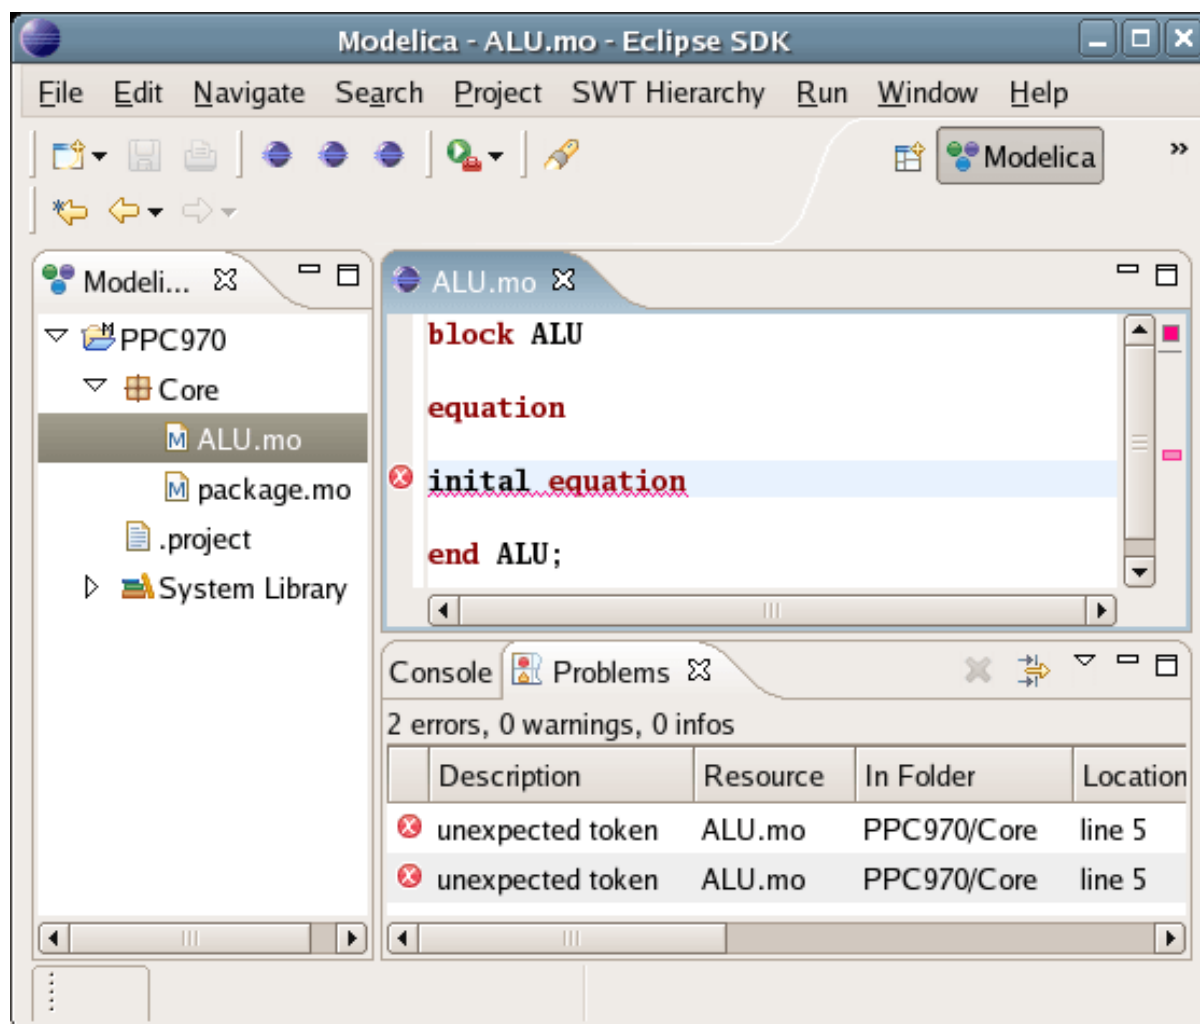 Modelica - ALU.mo - Eclipse SDK
File Edit Navigate Search Project SWT Hierarchy Run Window Help
Modelica
Modeli...
PPC970
Core
ALU.mo
package.mo
.project
System Library
ALU.mo
block ALU
equation
inital equation
end ALU;
Console Problems
2 errors, 0 warnings, 0 infos
Description Resource In Folder Location
unexpected token ALU.mo PPC970/Core line 5
unexpected token ALU.mo PPC970/Core line 5